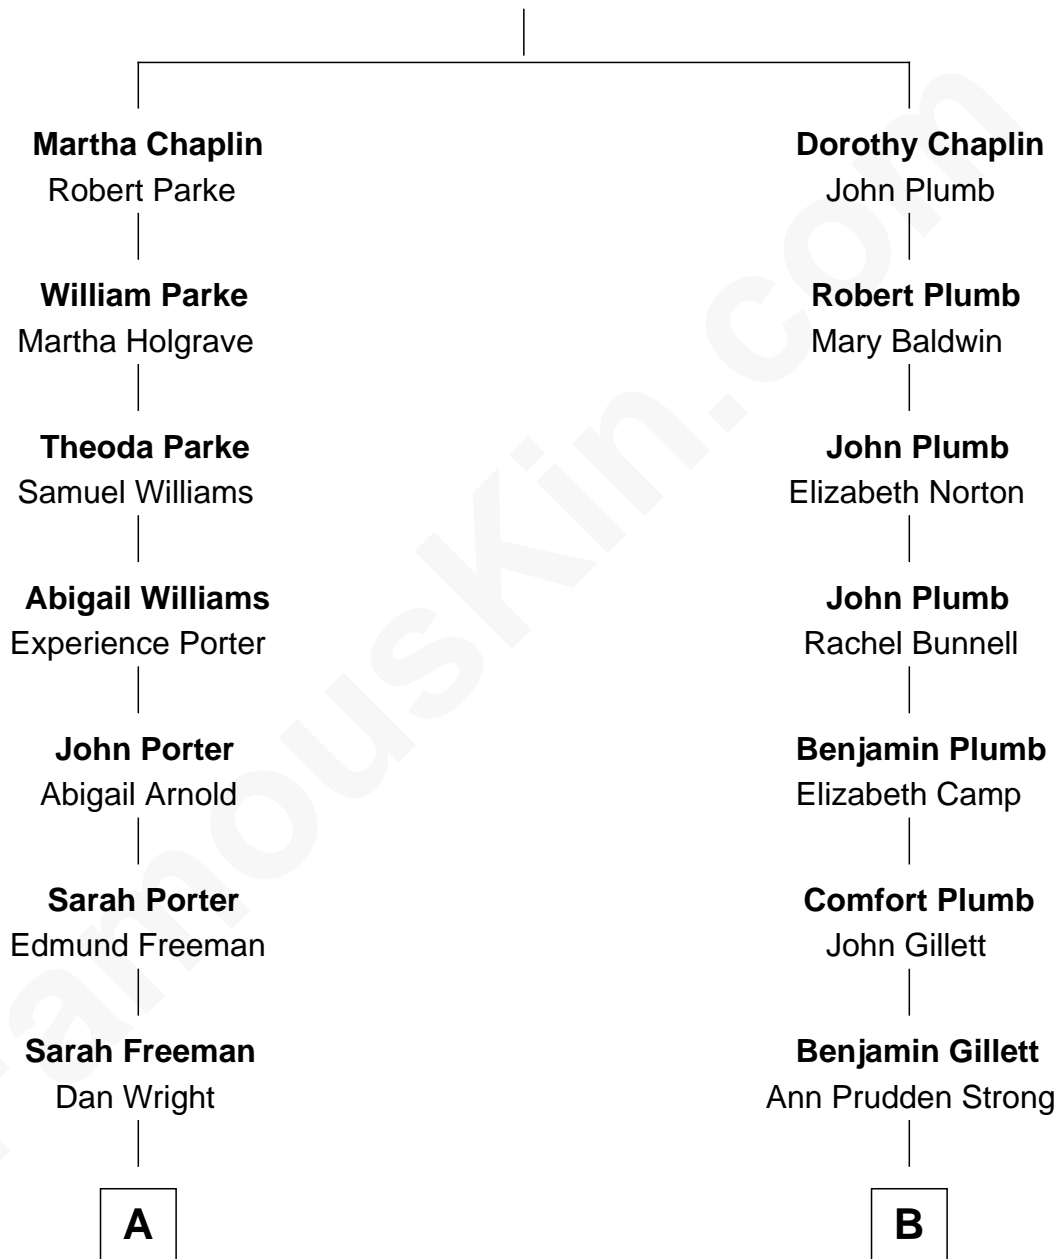 Martha Chaplin
Robert Parke
William Parke
Martha Holgrave
Theoda Parke
Samuel Williams
Abigail Williams
Experience Porter
John Porter
Abigail Arnold
Sarah Porter
Edmund Freeman
Sarah Freeman
Dan Wright
A
Dorothy Chaplin
John Plumb
Robert Plumb
Mary Baldwin
John Plumb
Elizabeth Norton
John Plumb
Rachel Bunnell
Benjamin Plumb
Elizabeth Camp
Comfort Plumb
John Gillett
Benjamin Gillett
Ann Prudden Strong
B
FamousKin.com